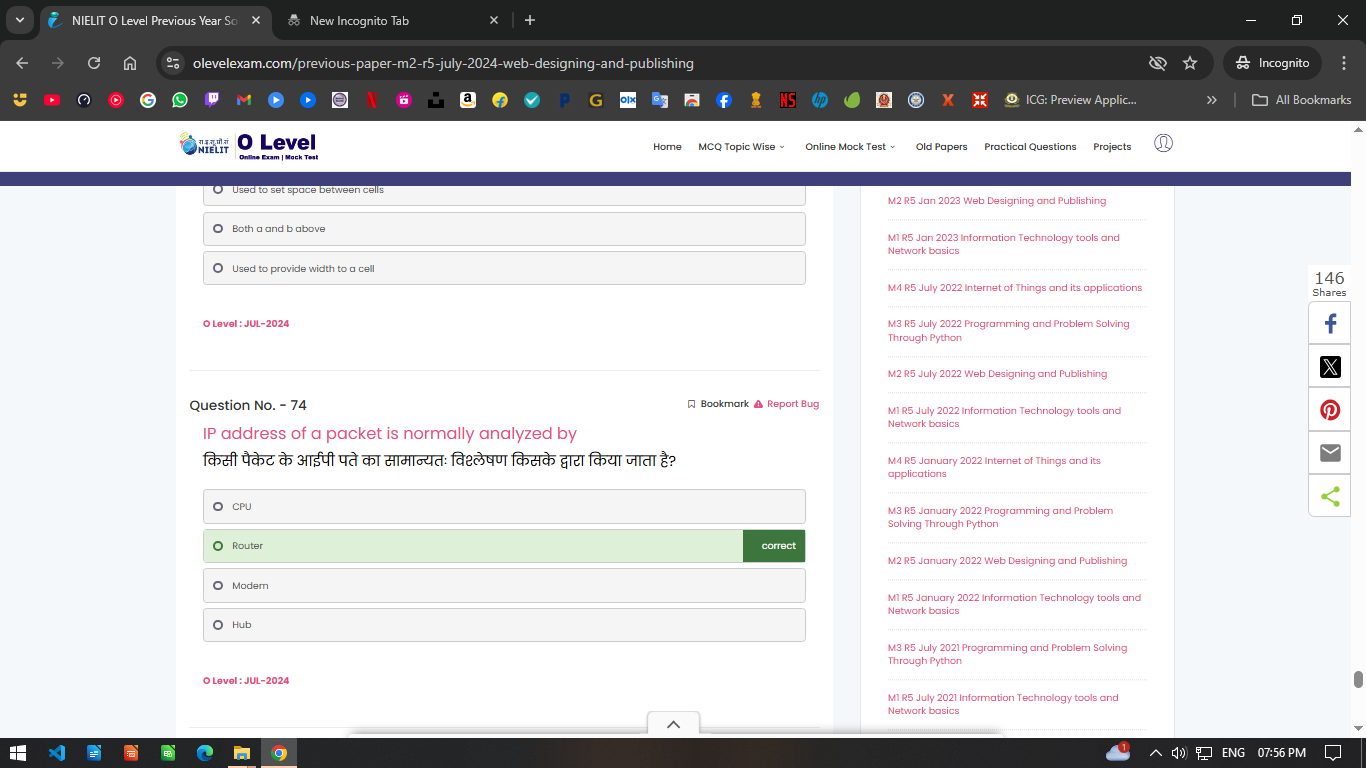 NIELIT O Level Previous Year So
New Incognito Tab
olevelexam.com/previous-paper-m2-r5-july-2024-web-designing-and-publishing
Incognito
ICG: Preview Applic...
All Bookmarks
रा.इ.सू.प्रौ.सं
NIELIT
O Level
Online Exam | Mock Test
Home
MCQ Topic Wise
Online Mock Test
Old Papers
Practical Questions
Projects
Used to set space between cells
Both a and b above
Used to provide width to a cell
O Level : JUL-2024
Question No. - 74
Bookmark
Report Bug
IP address of a packet is normally analyzed by
किसी पैकेट के आईपी पते का सामान्यतः विश्लेषण किसके द्वारा किया जाता है?
CPU
Router
correct
Modem
Hub
O Level : JUL-2024
M2 R5 Jan 2023 Web Designing and Publishing
M1 R5 Jan 2023 Information Technology tools and
Network basics
M4 R5 July 2022 Internet of Things and its applications
M3 R5 July 2022 Programming and Problem Solving
Through Python
M2 R5 July 2022 Web Designing and Publishing
M1 R5 July 2022 Information Technology tools and
Network basics
M4 R5 January 2022 Internet of Things and its
applications
M3 R5 January 2022 Programming and Problem
Solving Through Python
M2 R5 January 2022 Web Designing and Publishing
M1 R5 January 2022 Information Technology tools and
Network basics
M3 R5 July 2021 Programming and Problem Solving
Through Python
M1 R5 July 2021 Information Technology tools and
Network basics
146
Shares
1
ENG
07:56 PM